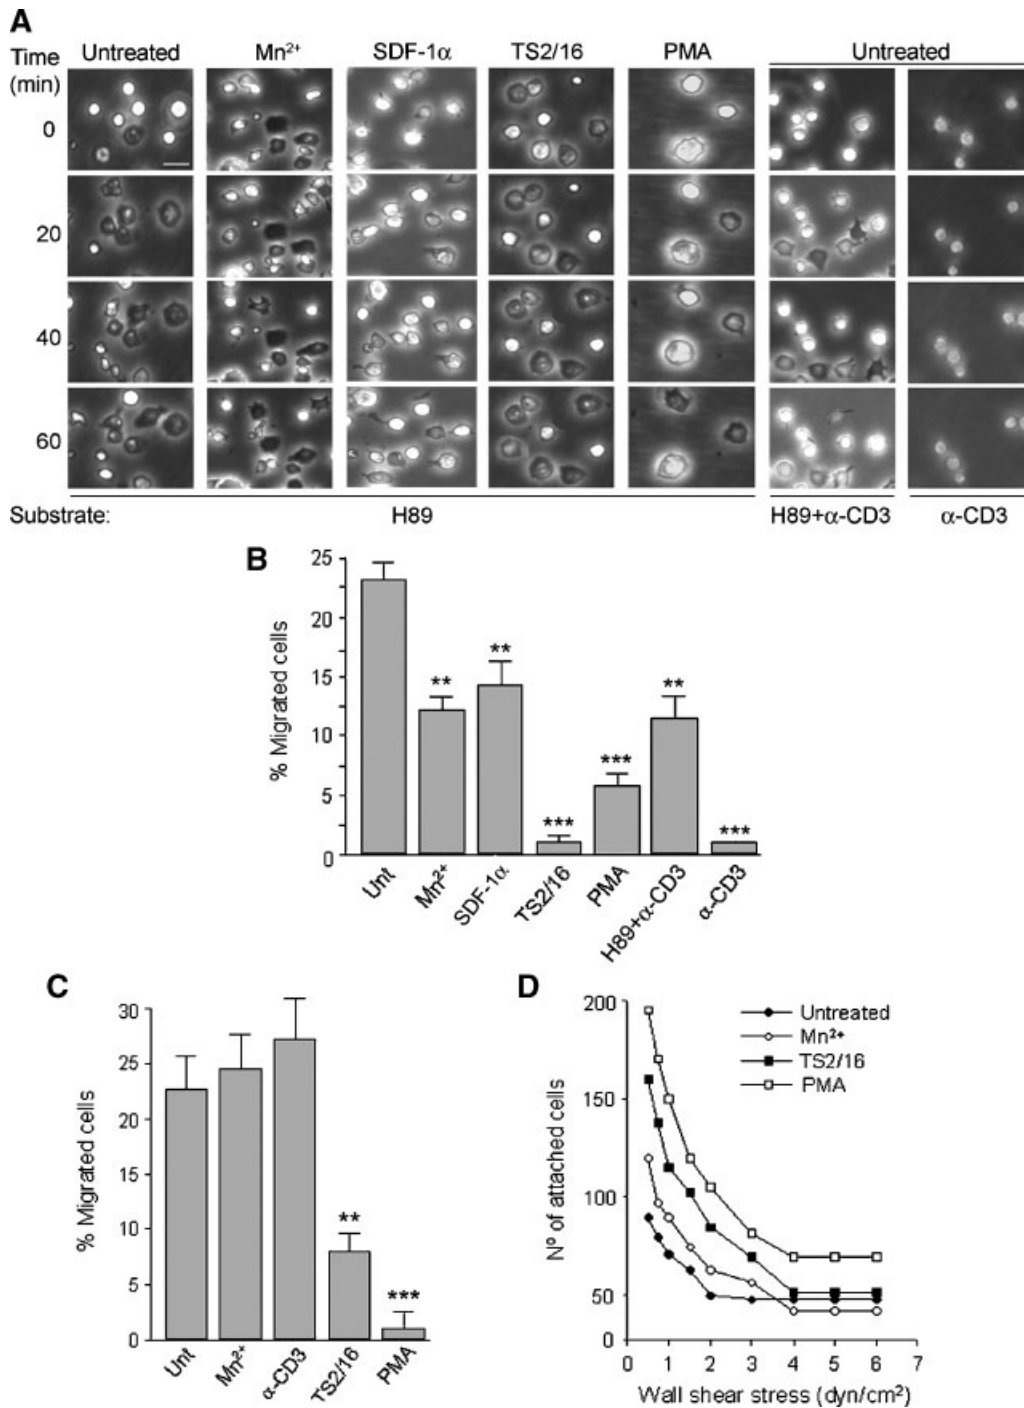 A
Time (min)
Untreated
Mn²⁺
SDF-1α
TS2/16
PMA
Untreated
0
20
40
60
Substrate:
H89
H89+α-CD3
α-CD3
B
% Migrated cells
25
20
15
10
5
0
**
**
***
***
**
***
Unt
Mn²⁺
SDF-1α
TS2/16
PMA
H89+α-CD3
α-CD3
C
% Migrated cells
30
25
20
15
10
5
0
**
***
Unt
Mn²⁺
α-CD3
TS2/16
PMA
D
Nº of attached cells
200
150
100
50
0
Untreated
Mn²⁺
TS2/16
PMA
0 1 2 3 4 5 6 7
Wall shear stress (dyn/cm²)